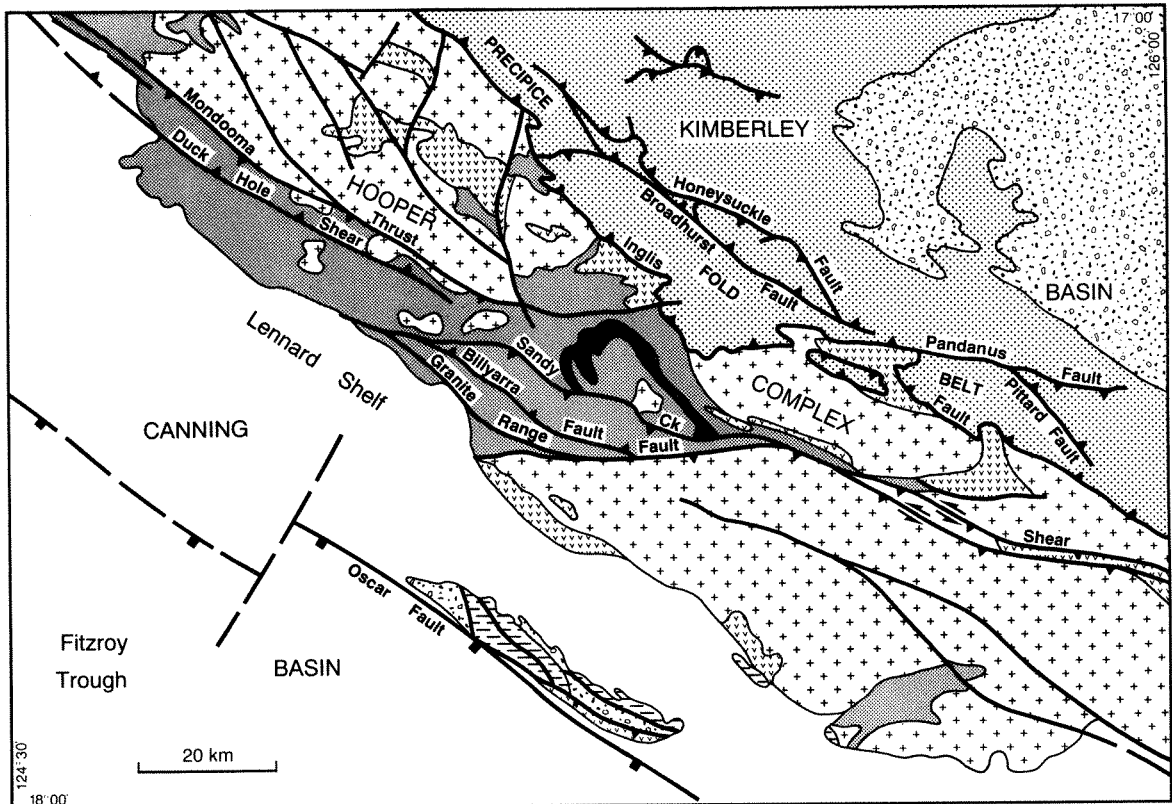 17°00'
126°00'
PRECIPICE
KIMBERLEY
BASIN
Mondooma
Thrust
Duck Hole Shear
HOOPER
Honeysuckle
Fault
Broadhurst
Fault
Inglis
FOLD
Lennard Shelf
Billyarra
Fault
Sandy
Ck
Granite
Range
Fault
COMPLEX
Pandanus
Fault
BELT
Fault
Pittard
Fault
Shear
CANNING
Oscar
Fault
Fitzroy
Trough
BASIN
20 km
124°30'
18°00'